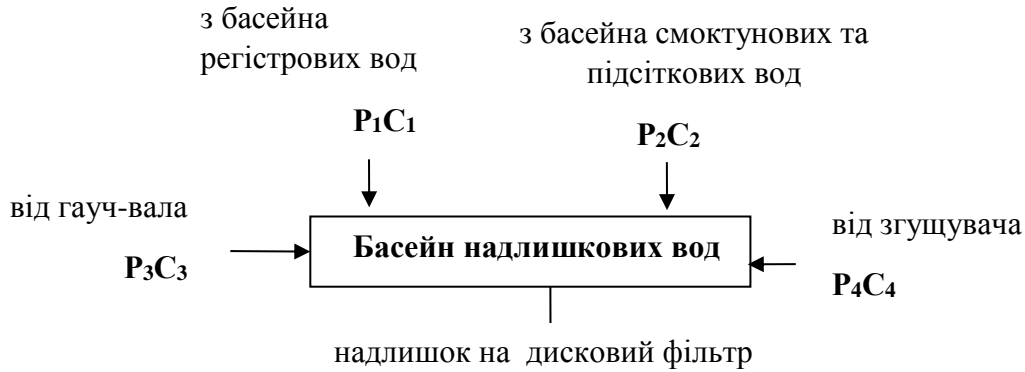 з басейна
регістрових вод
з басейна смоктунових та
підсіткових вод
P₁C₁
P₂C₂
від гауч-вала
P₃C₃
Басейн надлишкових вод
від згущувача
P₄C₄
надлишок на дисковий фільтр